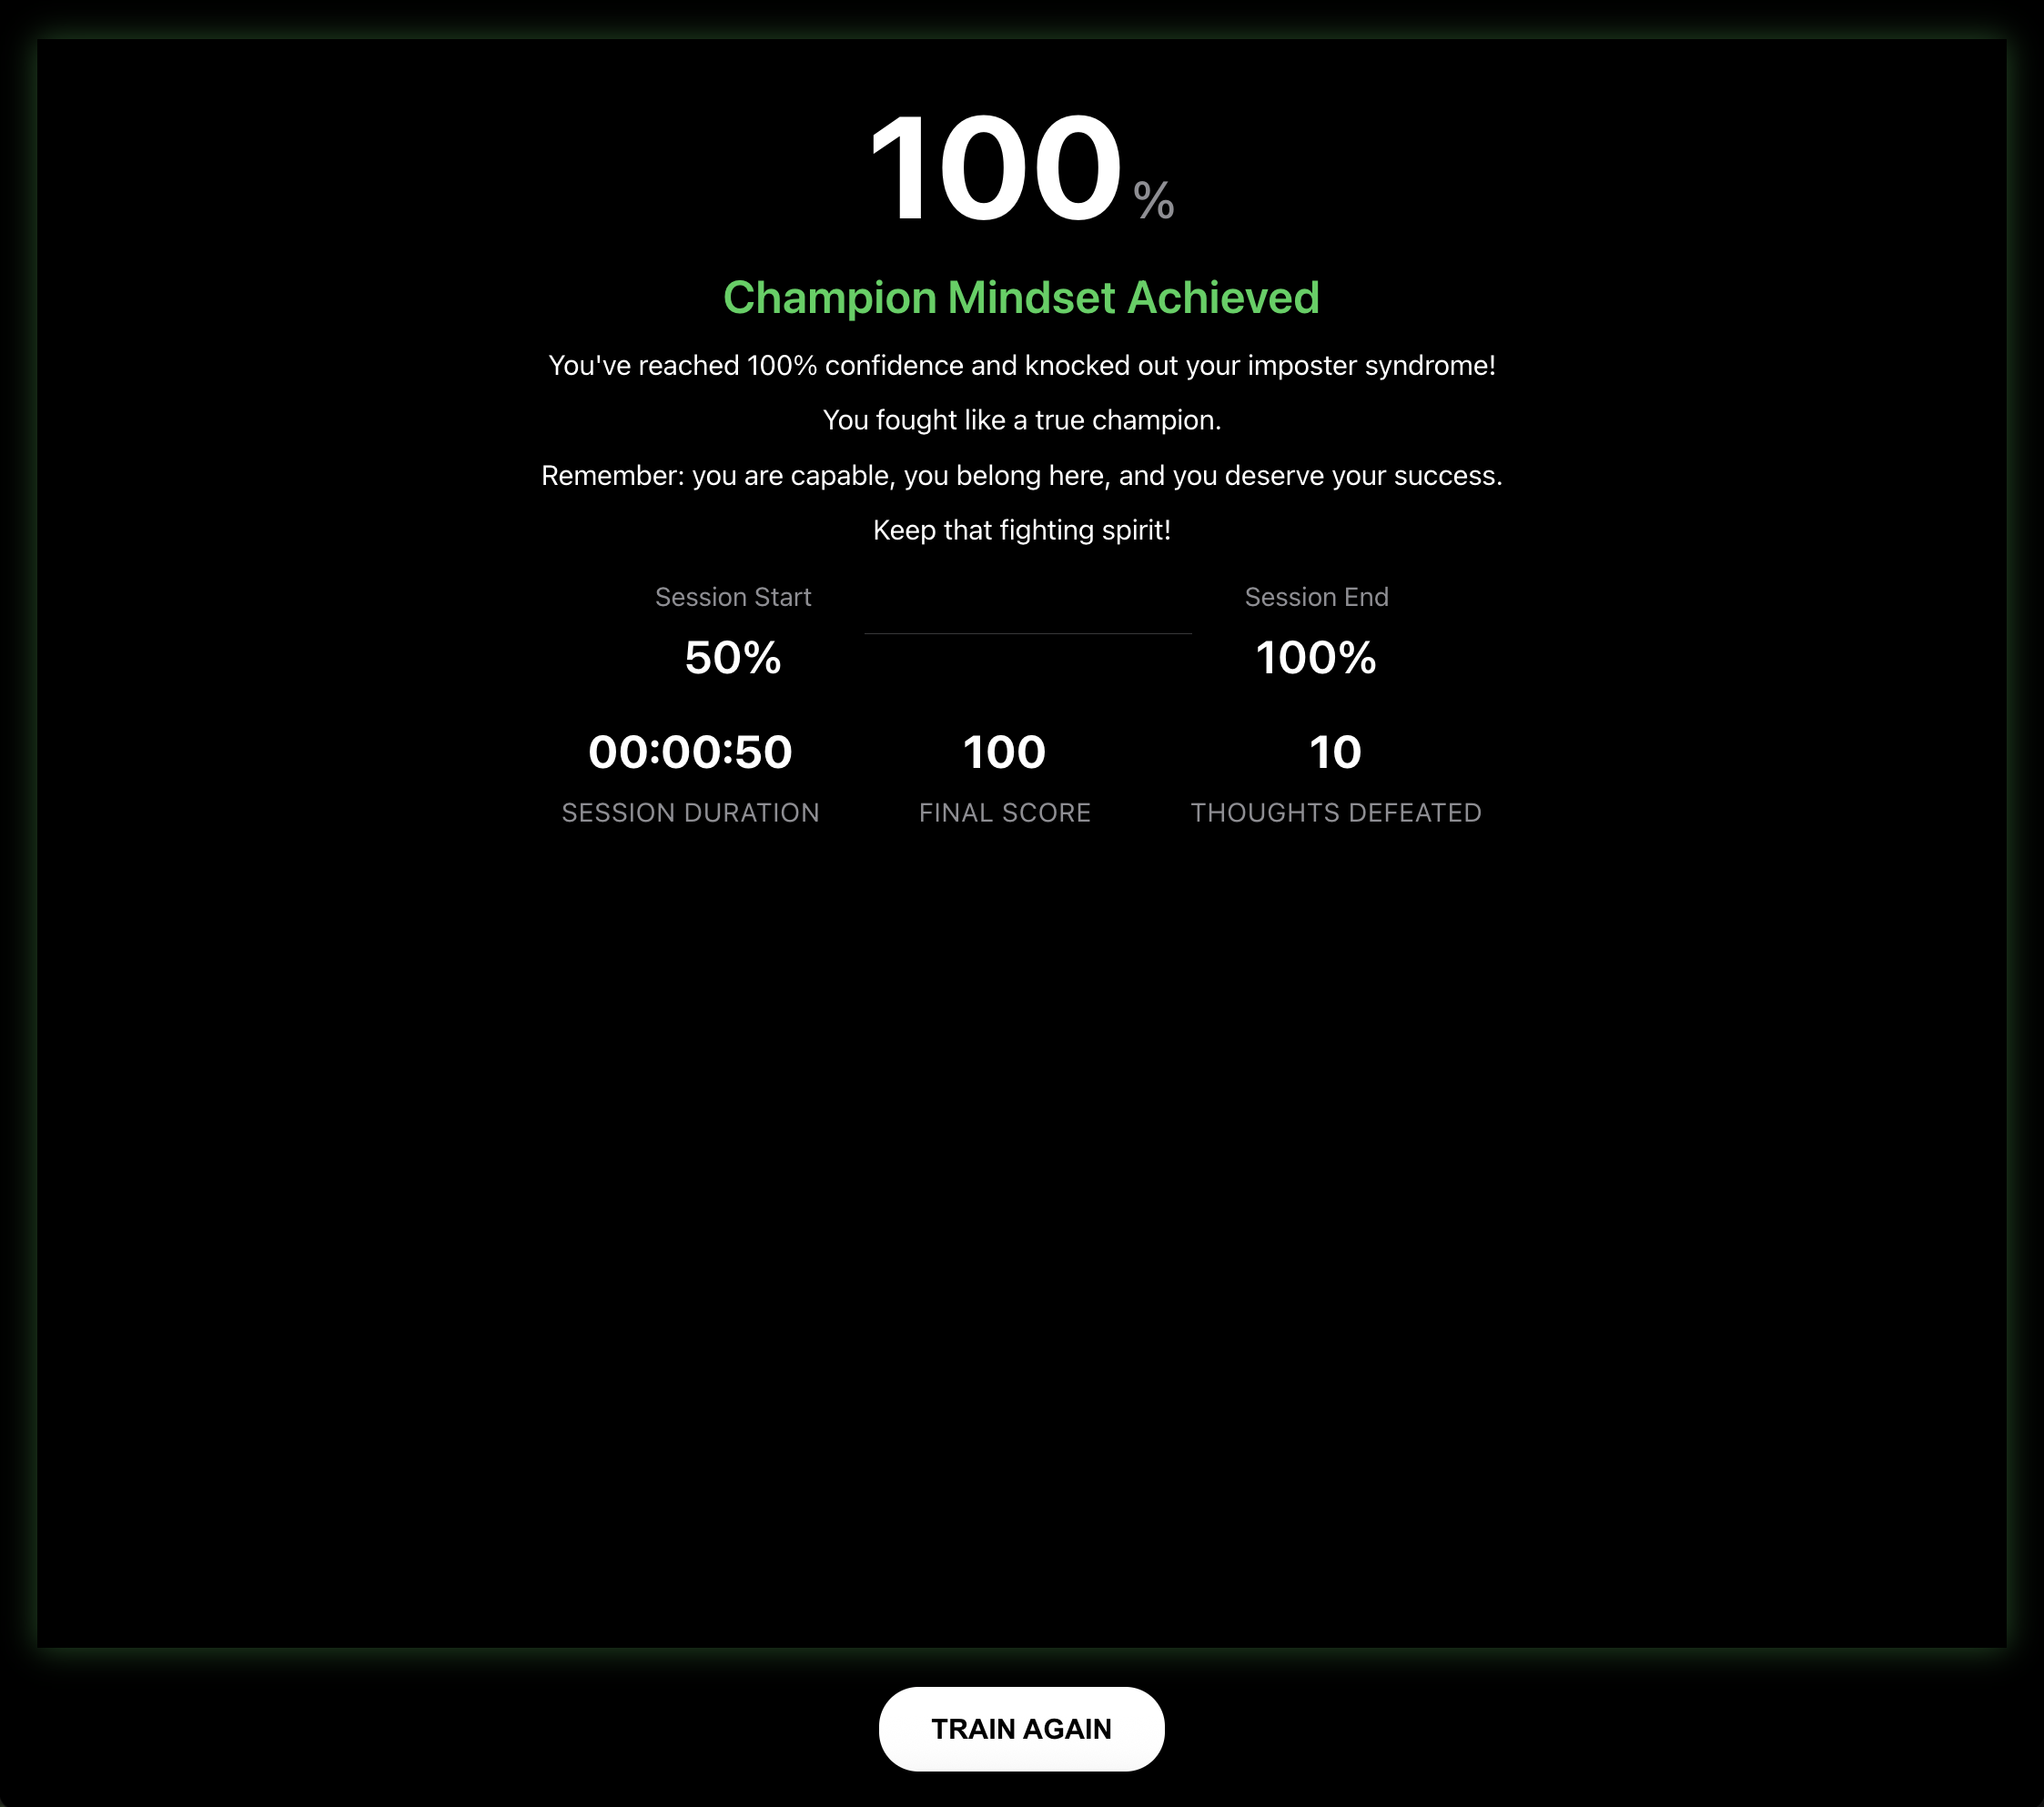 100%
Champion Mindset Achieved
You've reached 100% confidence and knocked out your imposter syndrome!
You fought like a true champion.
Remember: you are capable, you belong here, and you deserve your success.
Keep that fighting spirit!
Session Start
50%
Session End
100%
00:00:50
SESSION DURATION
100
FINAL SCORE
10
THOUGHTS DEFEATED
TRAIN AGAIN